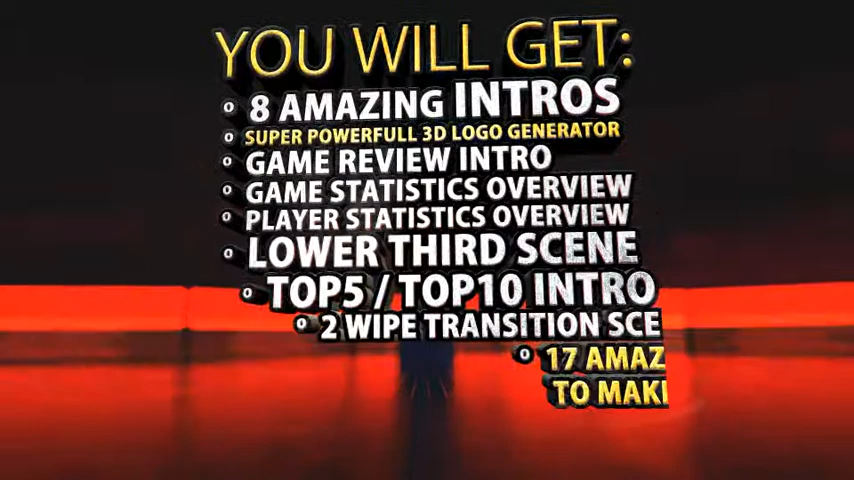 YOU WILL GET:
o 8 AMAZING INTROS
o SUPER POWERFULL 3D LOGO GENERATOR
o GAME REVIEW INTRO
o GAME STATISTICS OVERVIEW
o PLAYER STATISTICS OVERVIEW
o LOWER THIRD SCENE
o TOP5 / TOP10 INTRO
o 2 WIPE TRANSITION SCE
o 17 AMAZ
TO MAKI